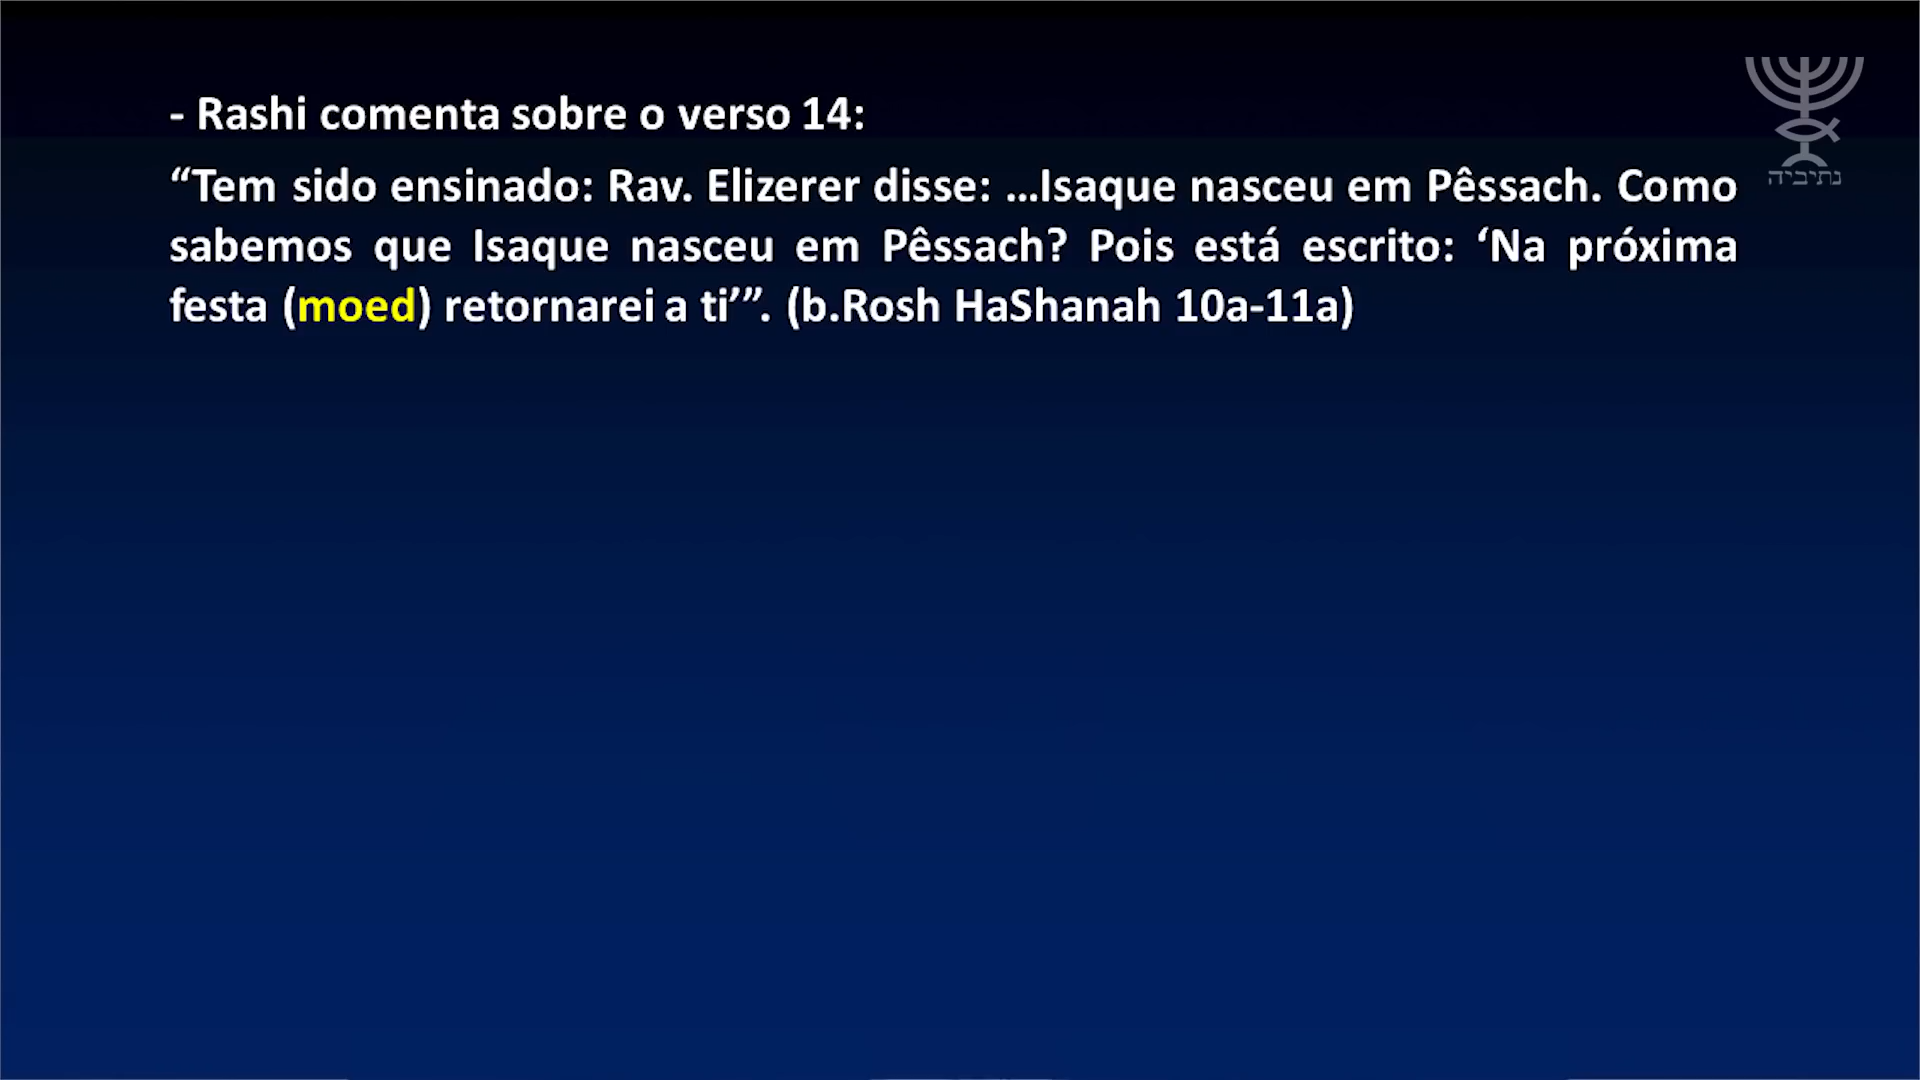 - Rashi comenta sobre o verso 14:
“Tem sido ensinado: Rav. Elizerer disse: ...Isaque nasceu em Pêssach. Como
sabemos que Isaque nasceu em Pêssach? Pois está escrito: ‘Na próxima
festa (moed) retornarei a ti’”. (b.Rosh HaShanah 10a-11a)
נתיביה